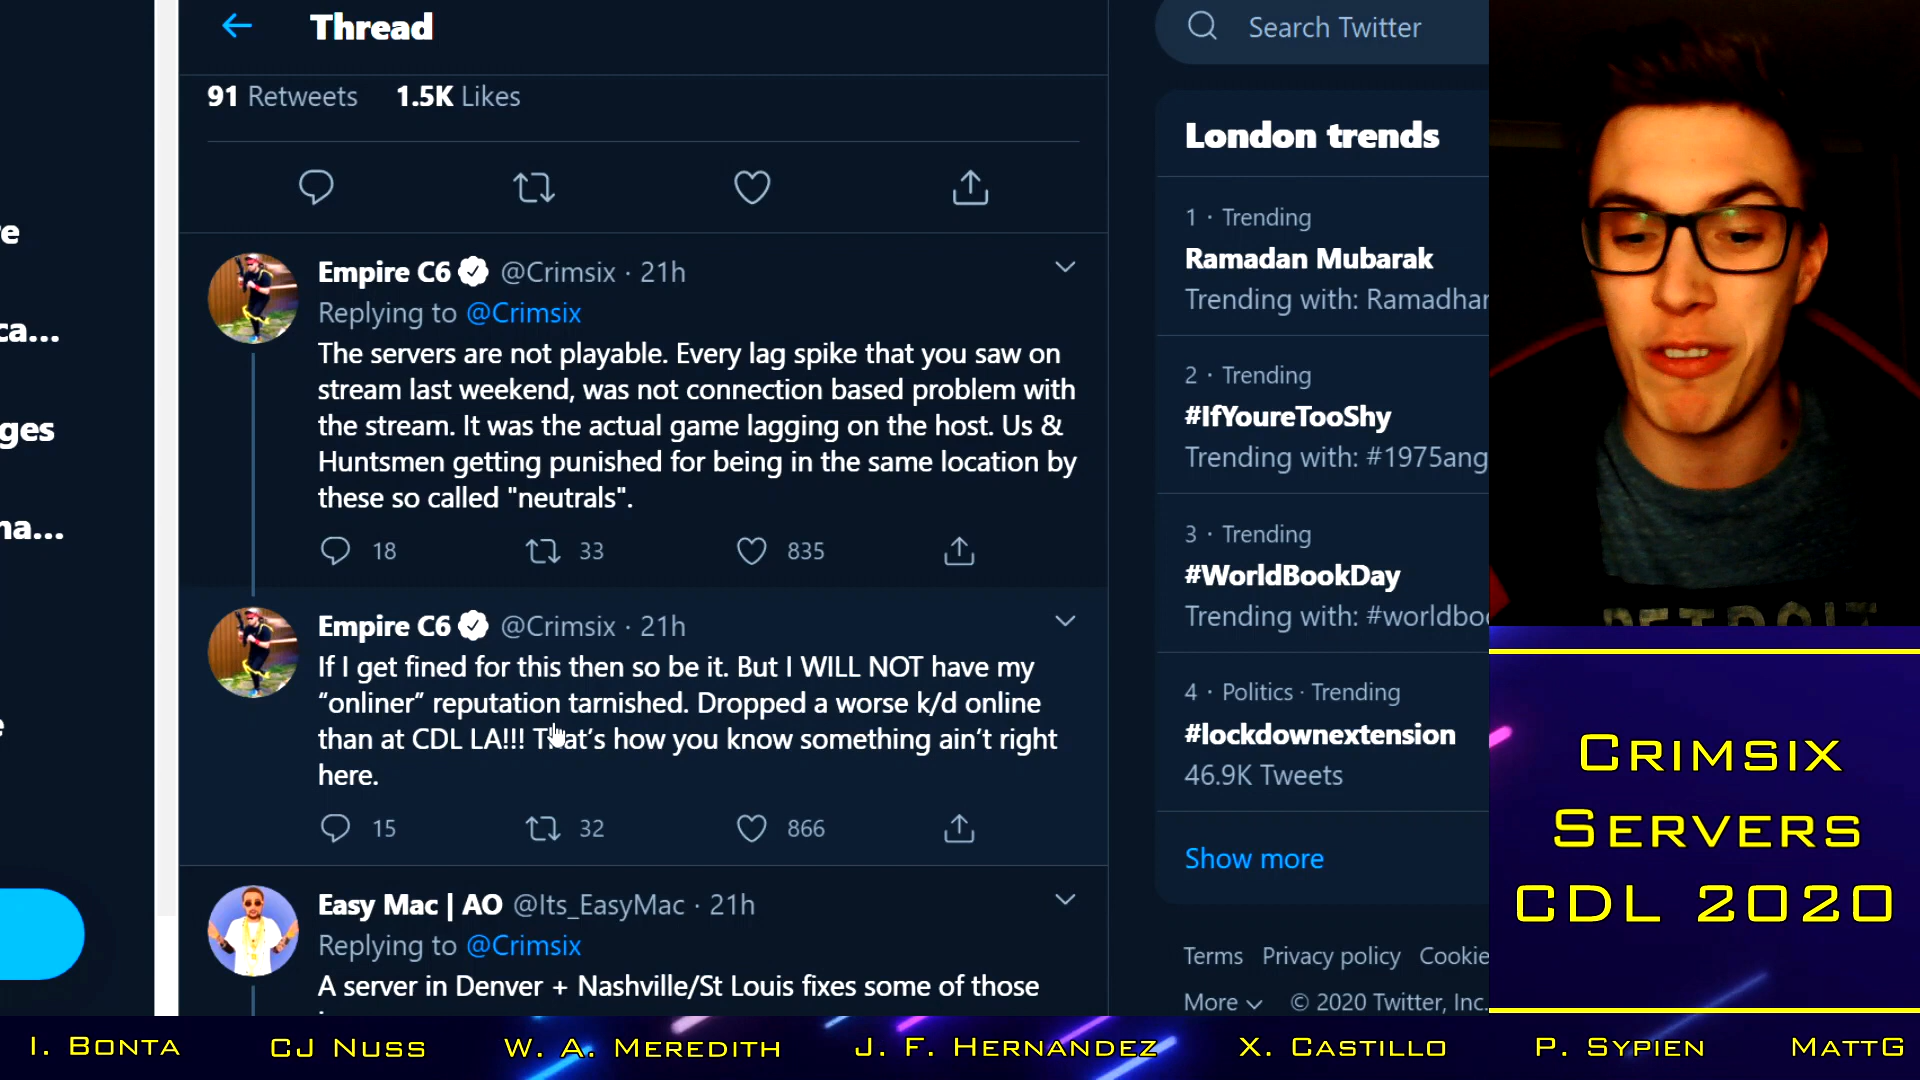 Thread
Search Twitter
91 Retweets 1.5K Likes
re
ca...
ges
na...
e
Empire C6 @Crimsix · 21h
Replying to @Crimsix
The servers are not playable. Every lag spike that you saw on
stream last weekend, was not connection based problem with
the stream. It was the actual game lagging on the host. Us &
Huntsmen getting punished for being in the same location by
these so called "neutrals".
18 33 835
Empire C6 @Crimsix · 21h
If I get fined for this then so be it. But I WILL NOT have my
“onliner” reputation tarnished. Dropped a worse k/d online
than at CDL LA!!! That’s how you know something ain’t right
here.
15 32 866
Easy Mac | AO @Its_EasyMac · 21h
Replying to @Crimsix
A server in Denver + Nashville/St Louis fixes some of those
London trends
1 · Trending
Ramadan Mubarak
Trending with: Ramadhan
2 · Trending
#IfYoureTooShy
Trending with: #1975ang
3 · Trending
#WorldBookDay
Trending with: #worldboo
4 · Politics · Trending
#lockdownextension
46.9K Tweets
Show more
Terms Privacy policy Cookie
More © 2020 Twitter, Inc.
DETROIT
Crimsix
Servers
CDL 2020
I. Bonta CJ Nuss W. A. Meredith J. F. Hernandez X. Castillo P. Sypien MattG